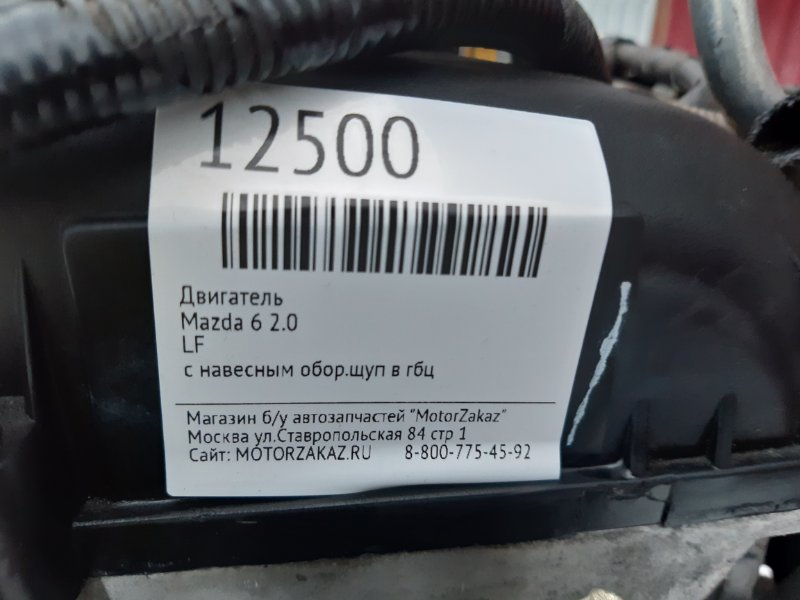 12500
Двигатель
Mazda 6 2.0
LF
с навесным обор.щуп в гбц
Магазин б/у автозапчастей "MotorZakaz"
Москва ул.Ставропольская 84 стр 1
Сайт: MOTORZAKAZ.RU 8-800-775-45-92